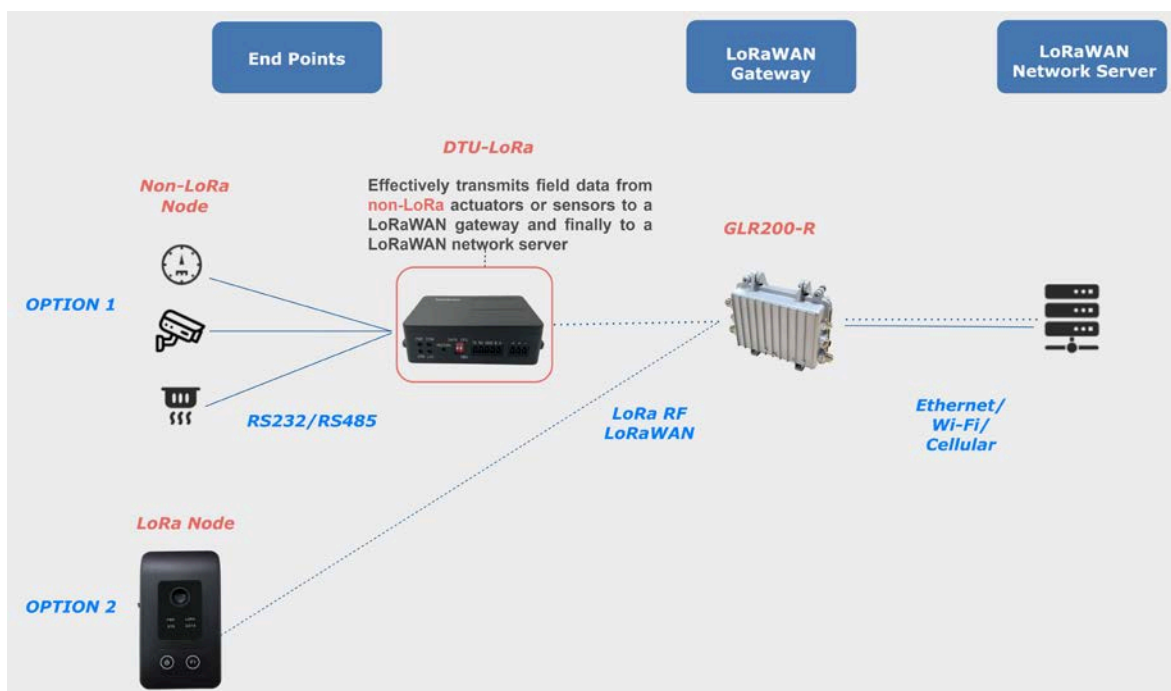 End Points
LoRaWAN
Gateway
LoRaWAN
Network Server
DTU-LoRa
Effectively transmits field data from
non-LoRa actuators or sensors to a
LoRaWAN gateway and finally to a
LoRaWAN network server
Non-LoRa
Node
GLR200-R
OPTION 1
RS232/RS485
LoRa RF
LoRaWAN
Ethernet/
Wi-Fi/
Cellular
LoRa Node
OPTION 2